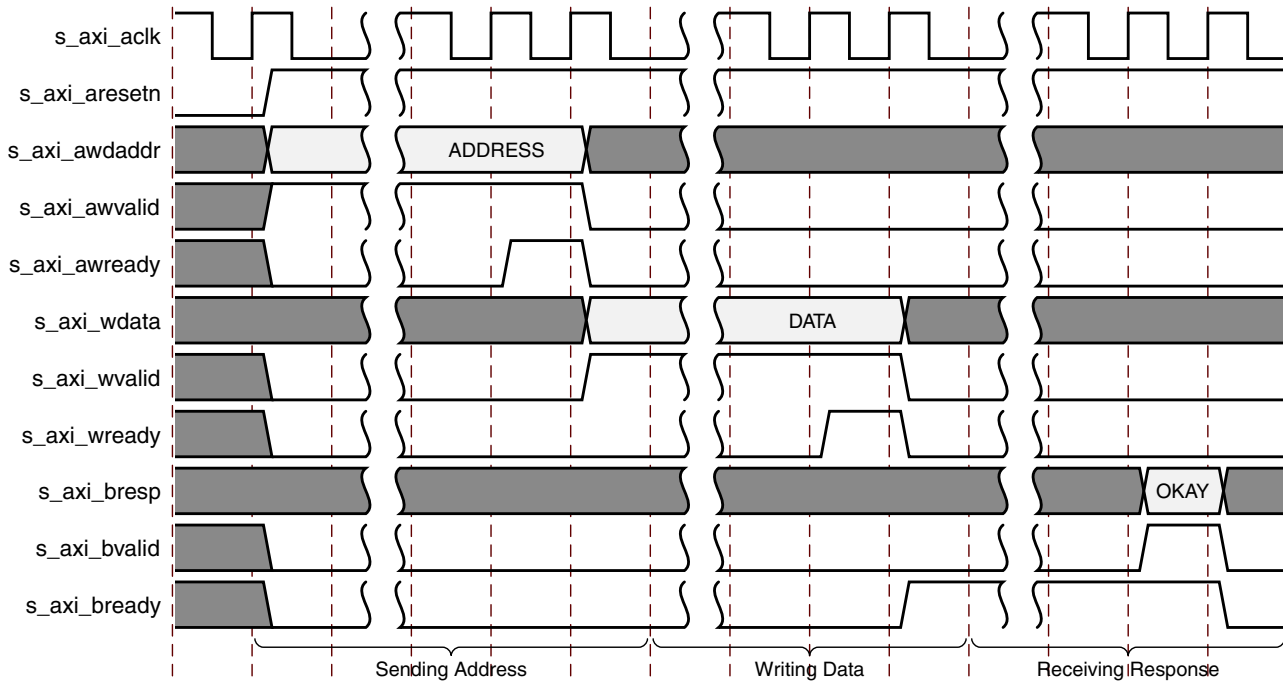 s_axi_aclk
s_axi_aresetn
s_axi_awdaddr
ADDRESS
s_axi_awvalid
s_axi_awready
s_axi_wdata
DATA
s_axi_wvalid
s_axi_wready
s_axi_bresp
OKAY
s_axi_bvalid
s_axi_bready
Sending Address
Writing Data
Receiving Response